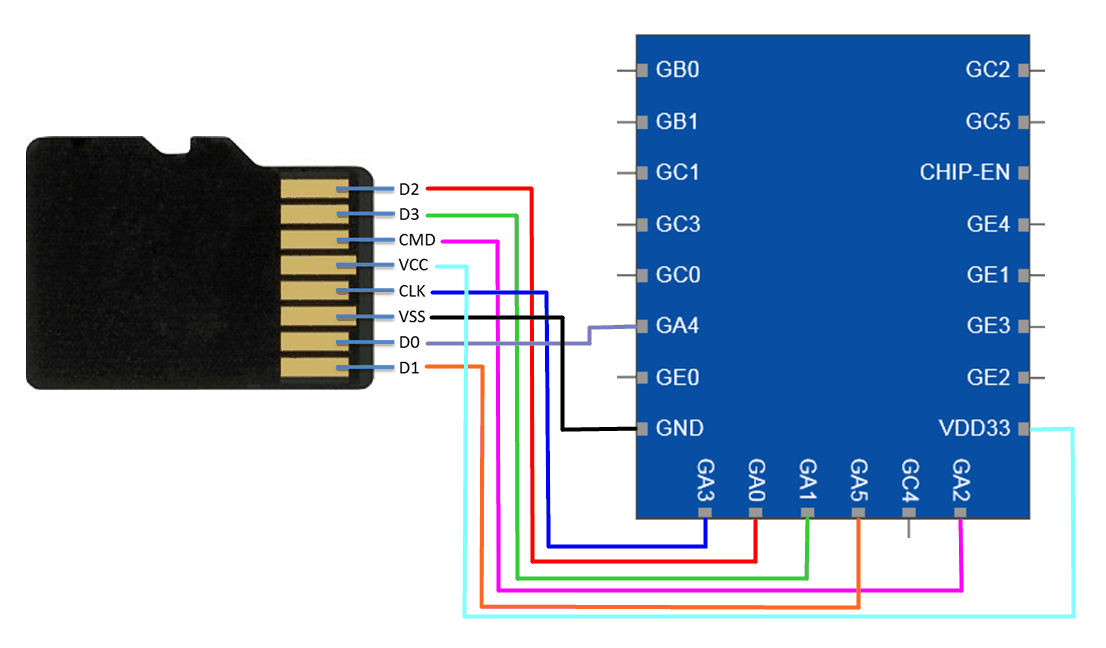 D2
D3
CMD
VCC
CLK
VSS
D0
D1
GB0
GB1
GC1
GC3
GC0
GA4
GE0
GND
GC2
GC5
CHIP-EN
GE4
GE1
GE3
GE2
VDD33
GA3
GA0
GA1
GA5
GC4
GA2